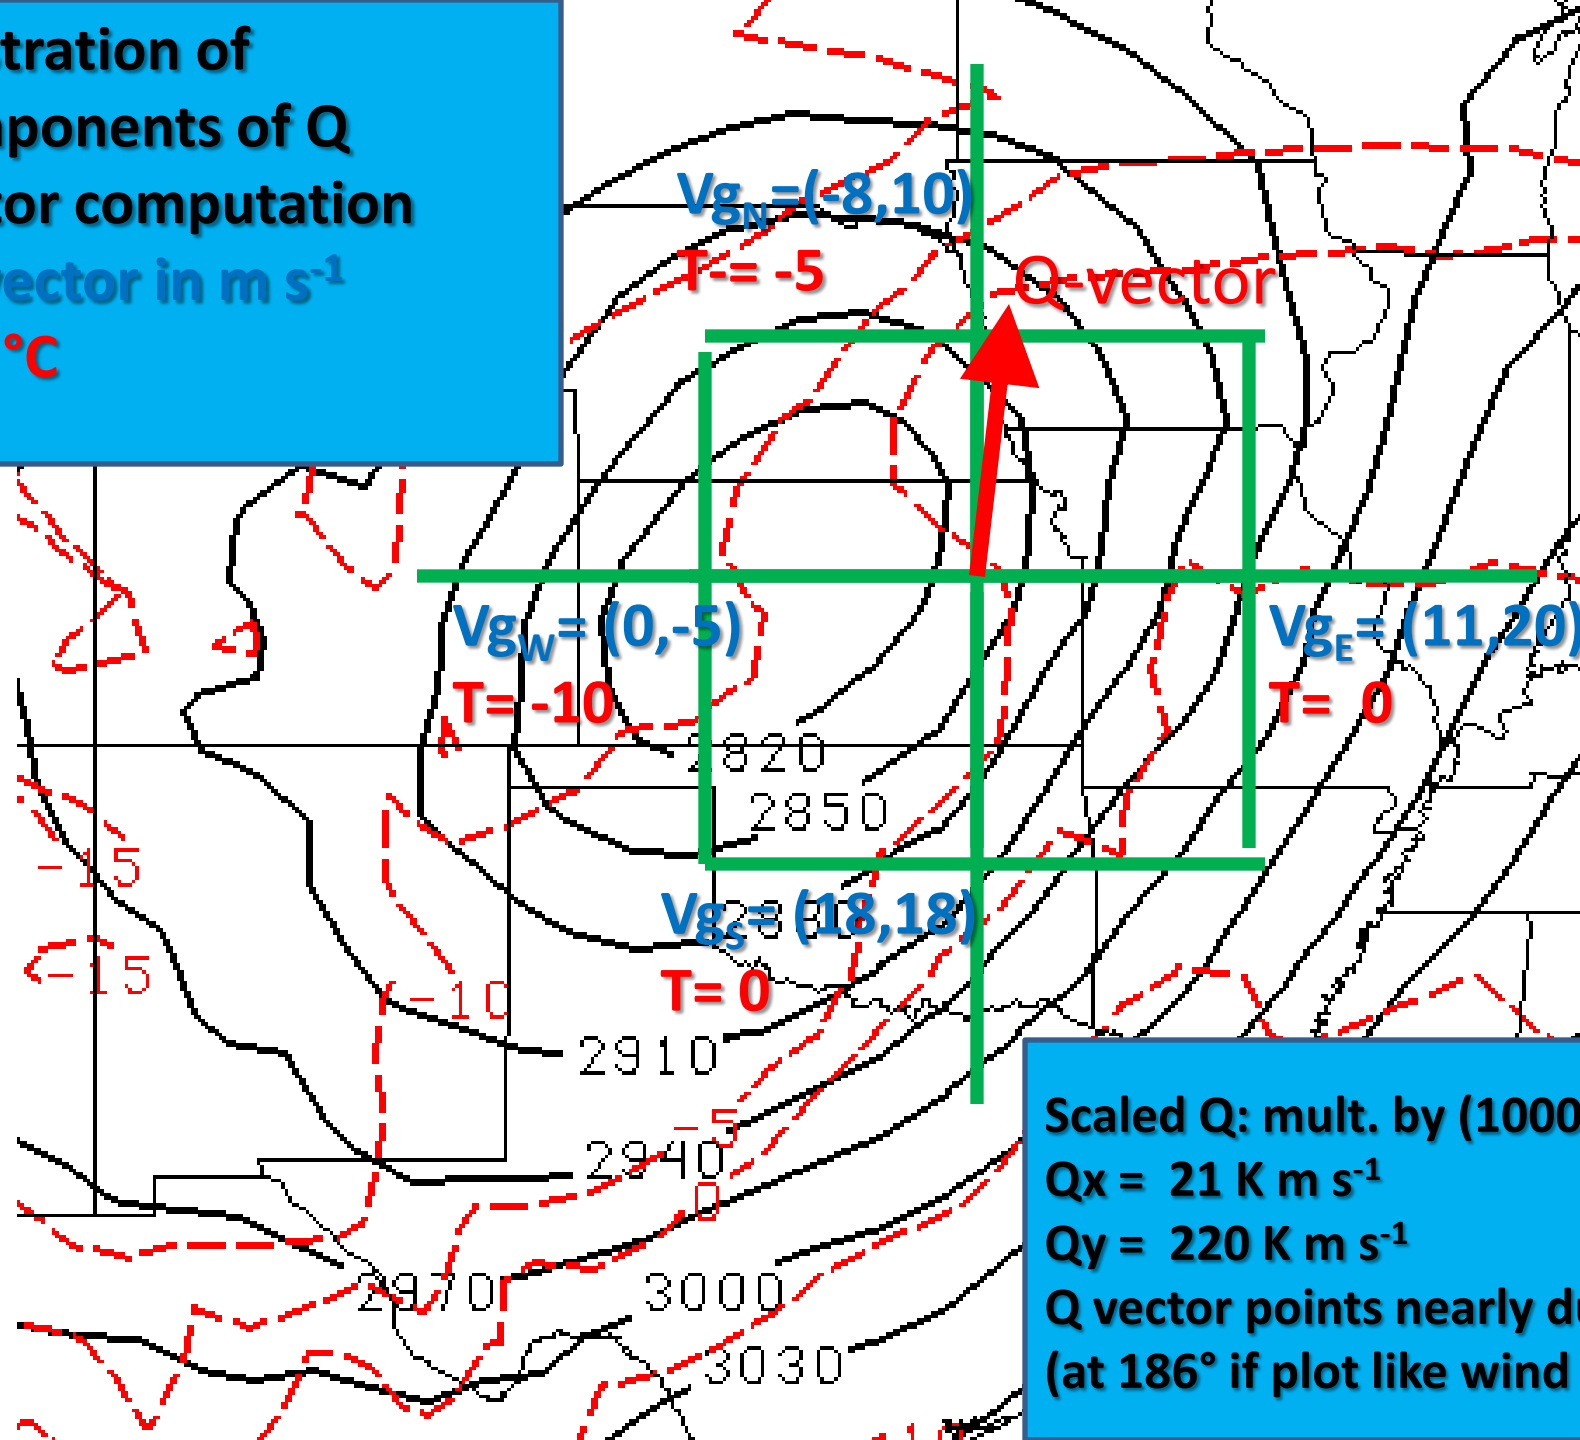 tration of
ponents of Q
tor computation
vector in m s-1
°C
VgN=(-8,10)
T-= -5
Q-vector
VgW= (0,-5)
T= -10
VgE= (11,20)
T= 0
2820
2850
-15
VgS= (18,18)
-15
T= 0
-10
2910
-5
2940
0
2970
3000
3030
Scaled Q: mult. by (1000
Qx = 21 K m s-1
Qy = 220 K m s-1
Q vector points nearly du
(at 186° if plot like wind